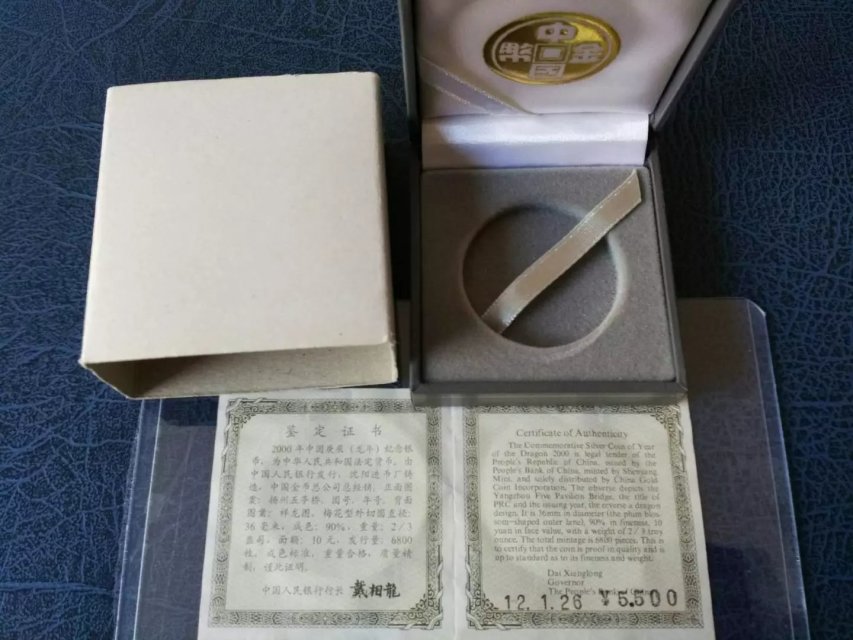 中國金幣
鉴定证书
2000年中国庚辰（龙年）纪念银
币，为中华人民共和国法定货币。由
中国人民银行发行，沈阳造币厂铸
造，中国金币总公司总经销，正面图
案：扬州五亭桥，国号，年号，背面
图案：祥龙图，梅花型外切圆直径：
36毫米，成色：90%，重量：2/3
盎司，面额：10元，发行量：6800
枚，成色标准，重量合格，质量精
制，谨此证明。
中国人民银行行长 戴相龍
Certificate of Authenticity
The Commemorative Silver Coin of Year
of the Dragon 2000 is legal tender of the
People's Republic of China, issued by the
People's Bank of China, minted by Shenyang
Mint, and solely distributed by China Gold
Coin Incorporation. The obverse depicts the
Yangzhou Five Pavilion Bridge, the title of
PRC and the issuing year, the reverse a dragon
design. It is 36mm in diameter (the plum blos-
som-shaped outer level), 90% in fineness, 10
yuan in face value, with a weight of 2/3 troy
ounce. The total mintage is 6800 pieces. This is
to certify that the coin is proof in quality and is
up to standard as to its fineness and weight.
Dai Xianglong
Governor
The People's Bank of China
12.1.26 ¥5,500